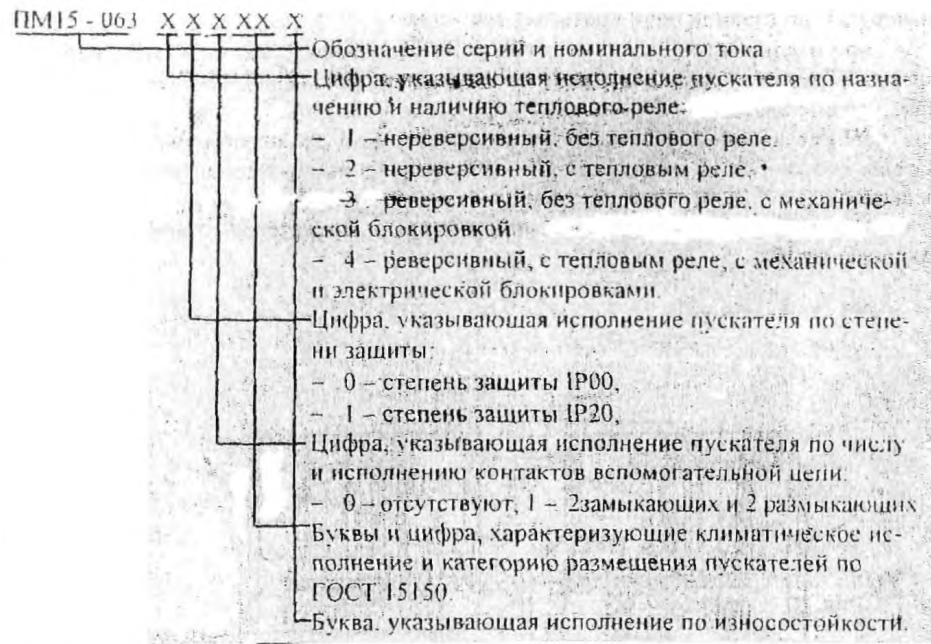 ПМ15 - 063 X X X XX X
Обозначение серий и номинального тока
Цифра, указывающая исполнение пускателя по назна-
чению и наличию теплового реле:
– 1 – нереверсивный, без теплового реле,
– 2 – нереверсивный, с тепловым реле,
3 реверсивный, без теплового реле, с механиче-
ской блокировкой
– 4 – реверсивный, с тепловым реле, с механической
и электрической блокировками.
Цифра, указывающая исполнение пускателя по степе-
ни защиты:
– 0 – степень защиты IP00,
– 1 – степень защиты IP20,
Цифра, указывающая исполнение пускателя по числу
и исполнению контактов вспомогательной цепи:
– 0 – отсутствуют, 1 – 2замыкающих и 2 размыкающих
Буквы и цифра, характеризующие климатическое ис-
полнение и категорию размещения пускателей по
ГОСТ 15150.
Буква, указывающая исполнение по износостойкости.